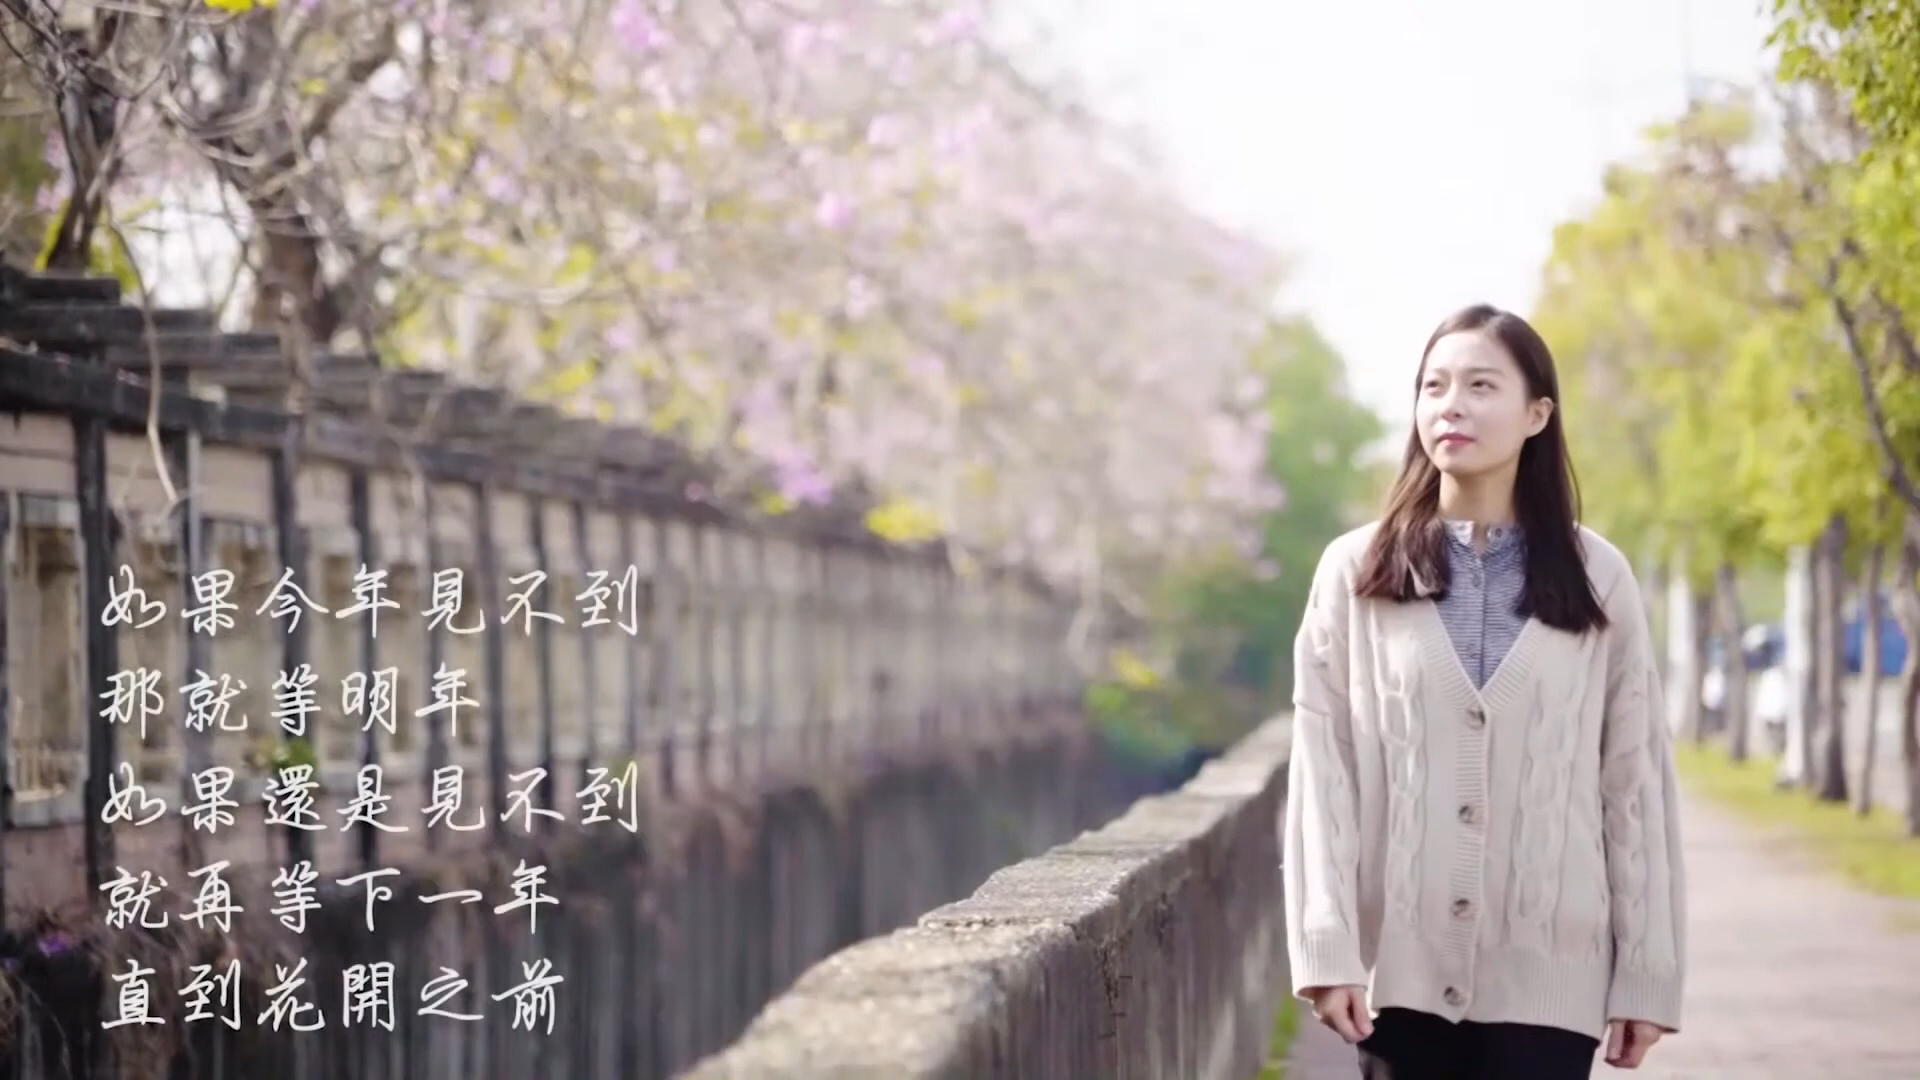 如果今年見不到
那就等明年
如果還是見不到
就再等下一年
直到花開之前